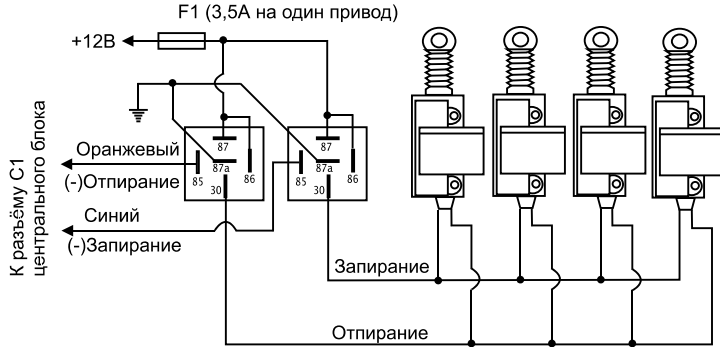 F1 (3,5А на один привод)
+12В
К разъёму С1
центрального блока
Оранжевый
(-)Отпирание
Синий
(-)Запирание
87
87а
85
86
30
87
87а
85
86
30
Запирание
Отпирание